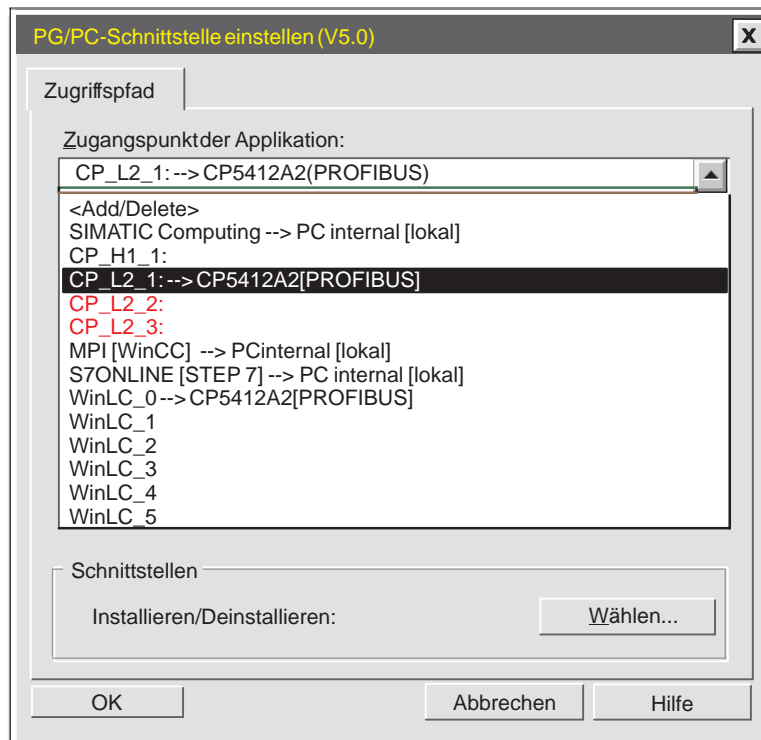 PG/PC-Schnittstelle einstellen (V5.0)
X
Zugriffspfad
Zugangspunkt der Applikation:
CP_L2_1: --> CP5412A2(PROFIBUS)
<Add/Delete>
SIMATIC Computing --> PC internal [lokal]
CP_H1_1:
CP_L2_1: --> CP5412A2[PROFIBUS]
CP_L2_2:
CP_L2_3:
MPI [WinCC] --> PCinternal [lokal]
S7ONLINE [STEP 7] --> PC internal [lokal]
WinLC_0 --> CP5412A2[PROFIBUS]
WinLC_1
WinLC_2
WinLC_3
WinLC_4
WinLC_5
Schnittstellen
Installieren/Deinstallieren:
Wählen...
OK
Abbrechen
Hilfe